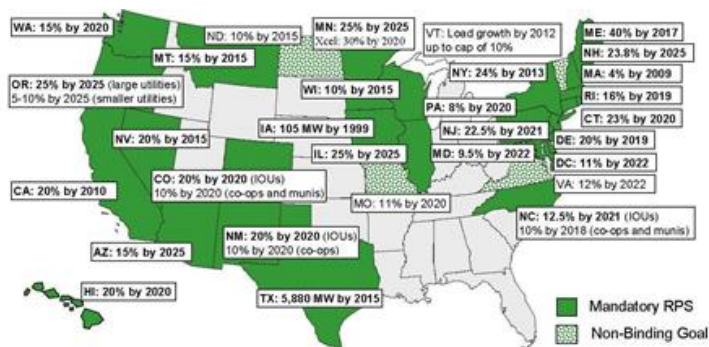 WA: 15% by 2020
ND: 10% by 2015
MN: 25% by 2025
Xcel: 30% by 2020
VT: Load growth by 2012
up to cap of 10%
ME: 40% by 2017
MT: 15% by 2015
NH: 23.8% by 2025
OR: 25% by 2025 (large utilities)
5-10% by 2025 (smaller utilities)
WI: 10% by 2015
NY: 24% by 2013
MA: 4% by 2009
RI: 16% by 2019
PA: 8% by 2020
CT: 23% by 2020
NV: 20% by 2015
IA: 105 MW by 1999
NJ: 22.5% by 2021
DE: 20% by 2019
IL: 25% by 2025
MD: 9.5% by 2022
DC: 11% by 2022
CA: 20% by 2010
CO: 20% by 2020 (IOUs)
10% by 2020 (co-ops and munis)
VA: 12% by 2022
MO: 11% by 2020
NC: 12.5% by 2021 (IOUs)
10% by 2018 (co-ops and munis)
AZ: 15% by 2025
NM: 20% by 2020 (IOUs)
10% by 2020 (co-ops)
HI: 20% by 2020
TX: 5,880 MW by 2015
Mandatory RPS
Non-Binding Goal